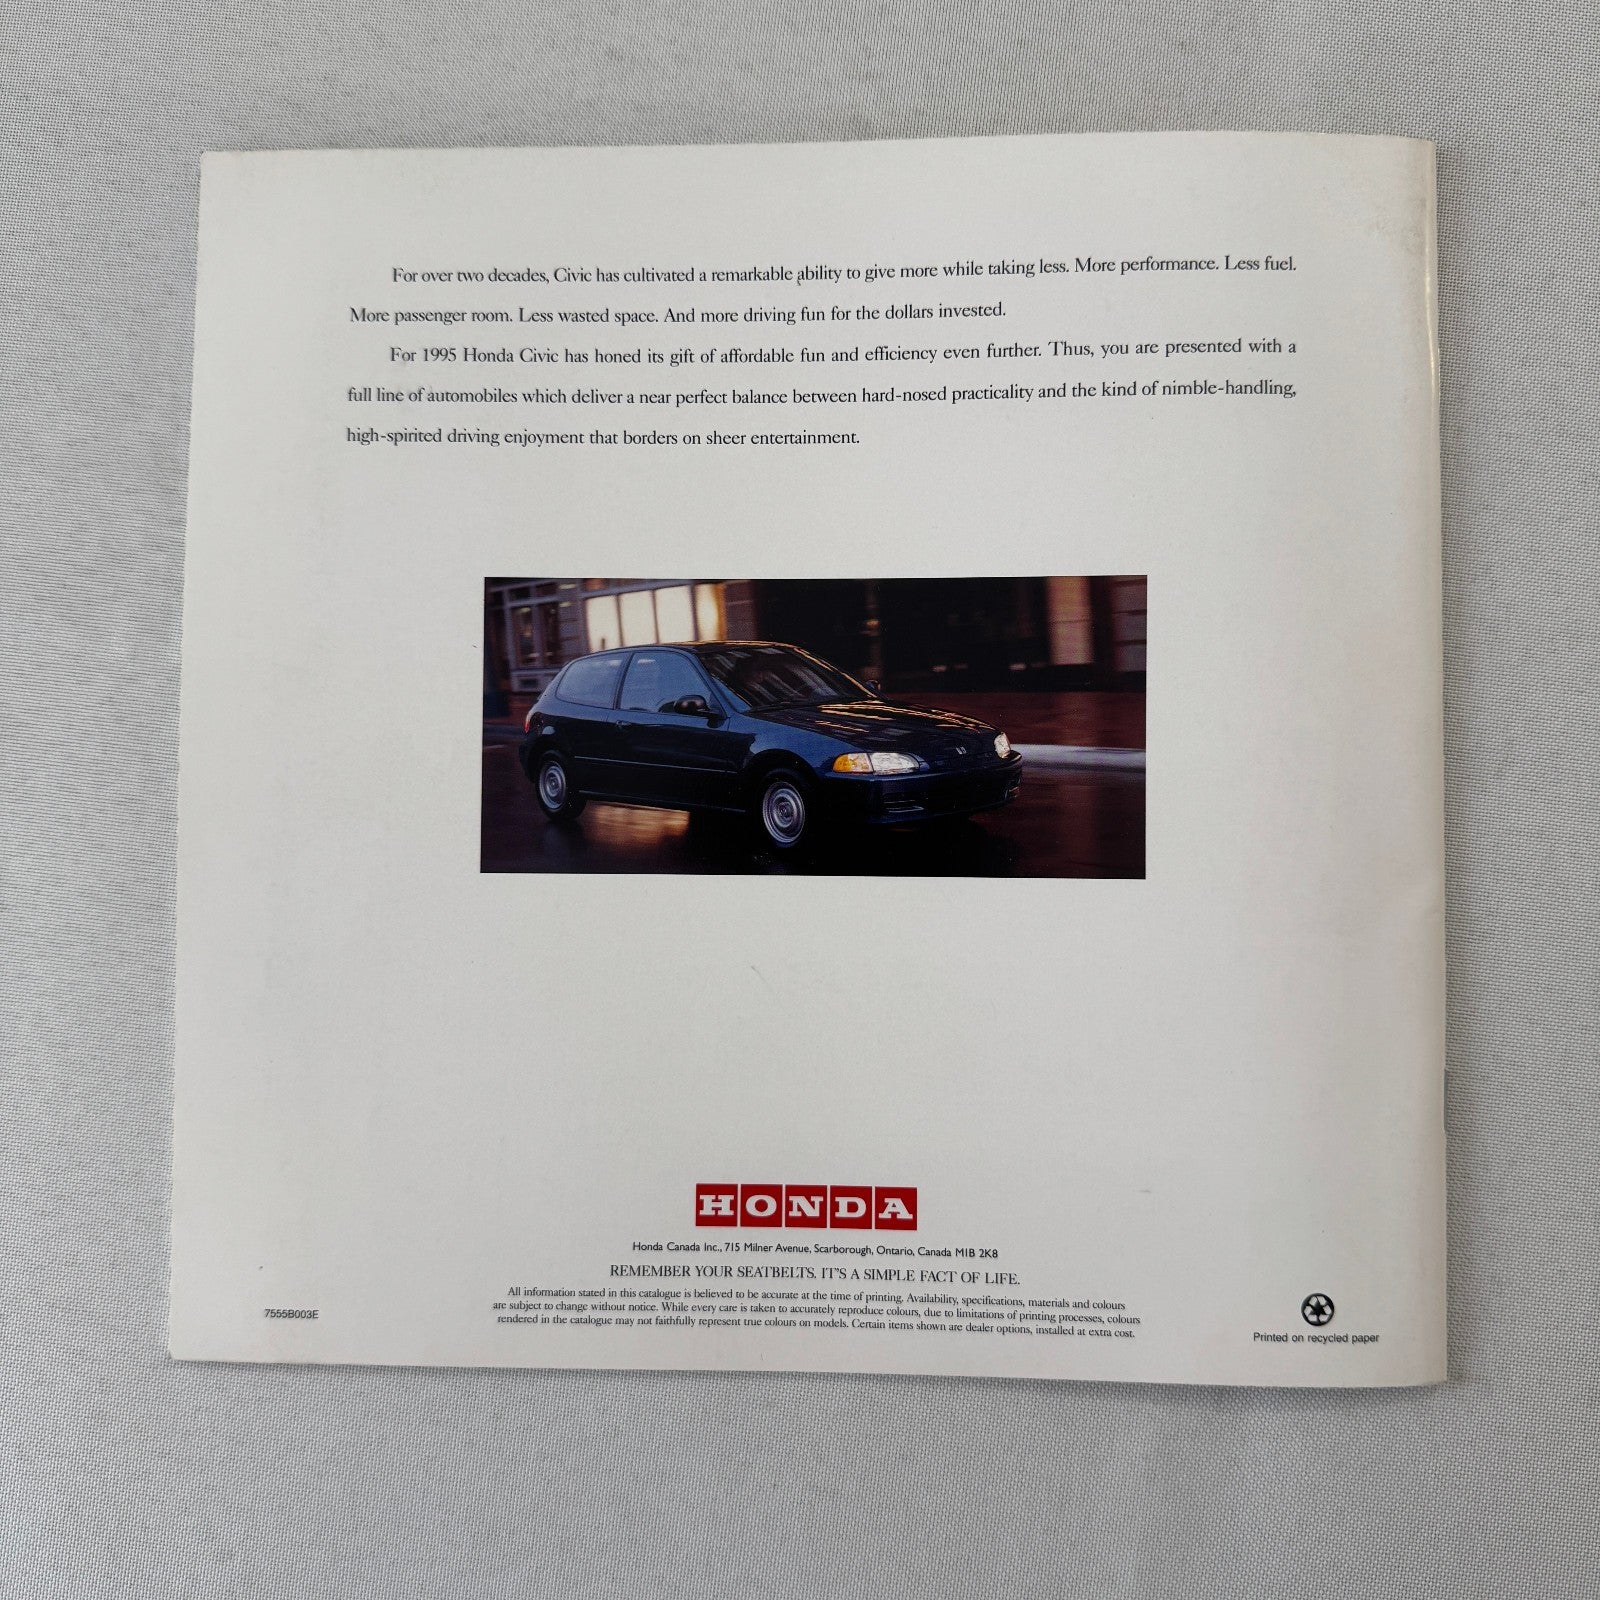 For over two decades, Civic has cultivated a remarkable ability to give more while taking less. More performance. Less fuel.
More passenger room. Less wasted space. And more driving fun for the dollars invested.
For 1995 Honda Civic has honed its gift of affordable fun and efficiency even further. Thus, you are presented with a
full line of automobiles which deliver a near perfect balance between hard-nosed practicality and the kind of nimble-handling,
high-spirited driving enjoyment that borders on sheer entertainment.
HONDA
Honda Canada Inc., 715 Milner Avenue, Scarborough, Ontario, Canada M1B 2K8
REMEMBER YOUR SEATBELTS. IT'S A SIMPLE FACT OF LIFE.
All information stated in this catalogue is believed to be accurate at the time of printing. Availability, specifications, materials and colours
are subject to change without notice. While every care is taken to accurately reproduce colours, due to limitations of printing processes, colours
rendered in the catalogue may not faithfully represent true colours on models. Certain items shown are dealer options, installed at extra cost.
7555B003E
Printed on recycled paper